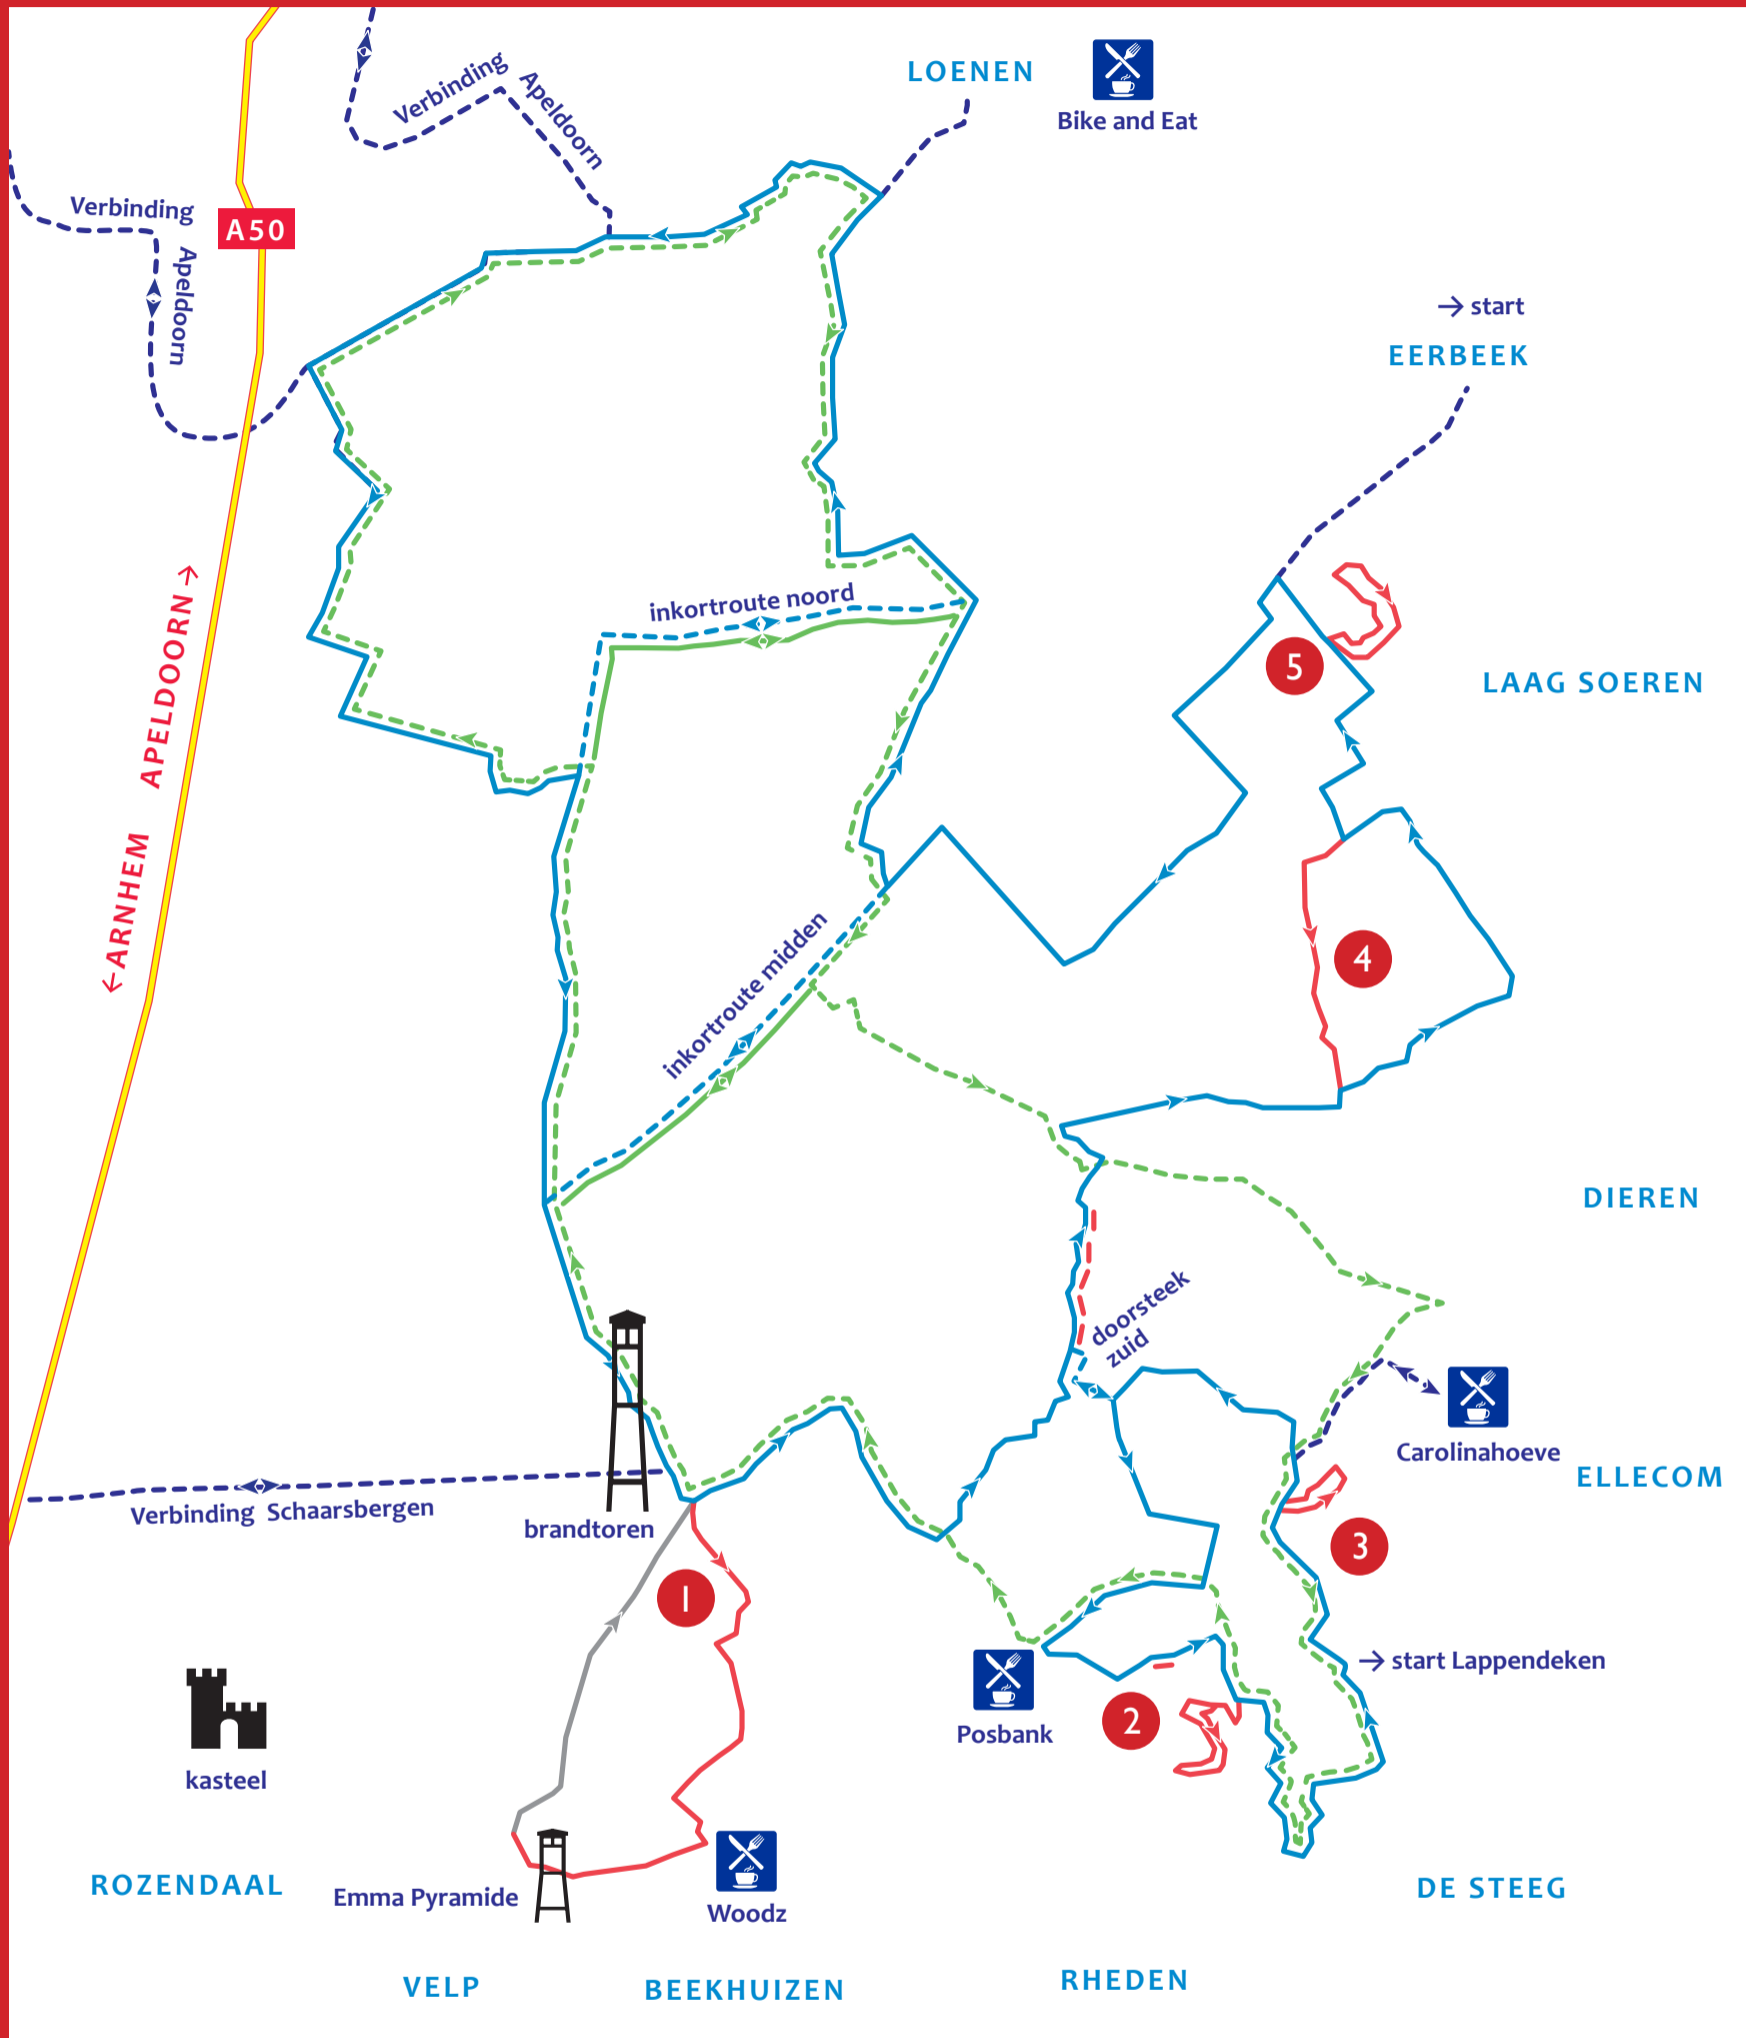 Verbinding Apeldoorn
LOENEN
Bike and Eat
Verbinding Apeldoorn
A50
→ start
EERBEEK
inkortroute noord
5
LAAG SOEREN
←ARNHEM APELDOORN→
inkortroute midden
4
DIEREN
doorsteek
zuid
Carolinahoeve
ELLECOM
Verbinding Schaarsbergen
brandtoren
3
1
→ start Lappendeken
Posbank
2
kasteel
ROZENDAAL
Emma Pyramide
Woodz
DE STEEG
VELP
BEEKHUIZEN
RHEDEN